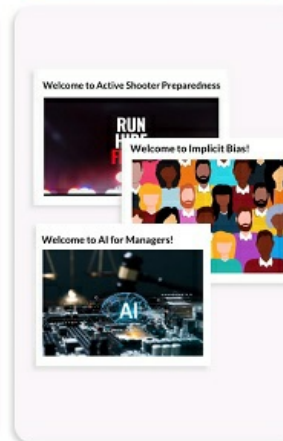 Welcome to Active Shooter Preparedness
RUN
Welcome to Implicit Bias!
Welcome to AI for Managers!
AI